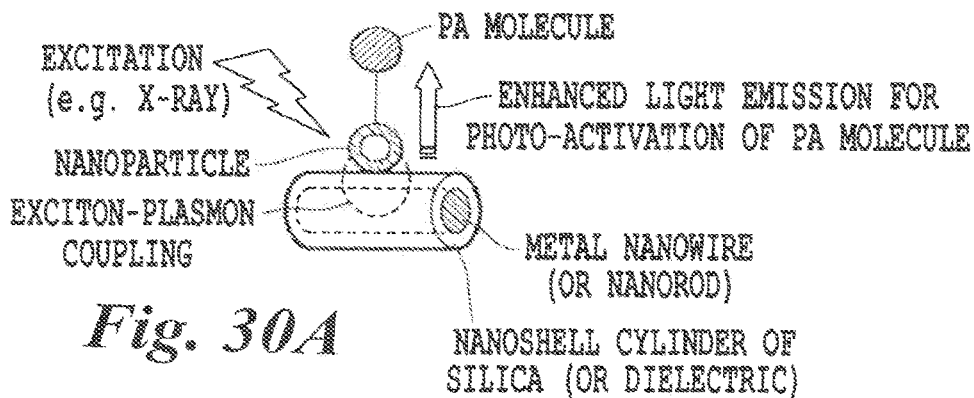 PA MOLECULE
EXCITATION
(e.g. X-RAY)
ENHANCED LIGHT EMISSION FOR
PHOTO-ACTIVATION OF PA MOLECULE
NANOPARTICLE
EXCITON-PLASMON
COUPLING
METAL NANOWIRE
(OR NANOROD)
NANOSHELL CYLINDER OF
SILICA (OR DIELECTRIC)
Fig. 30A